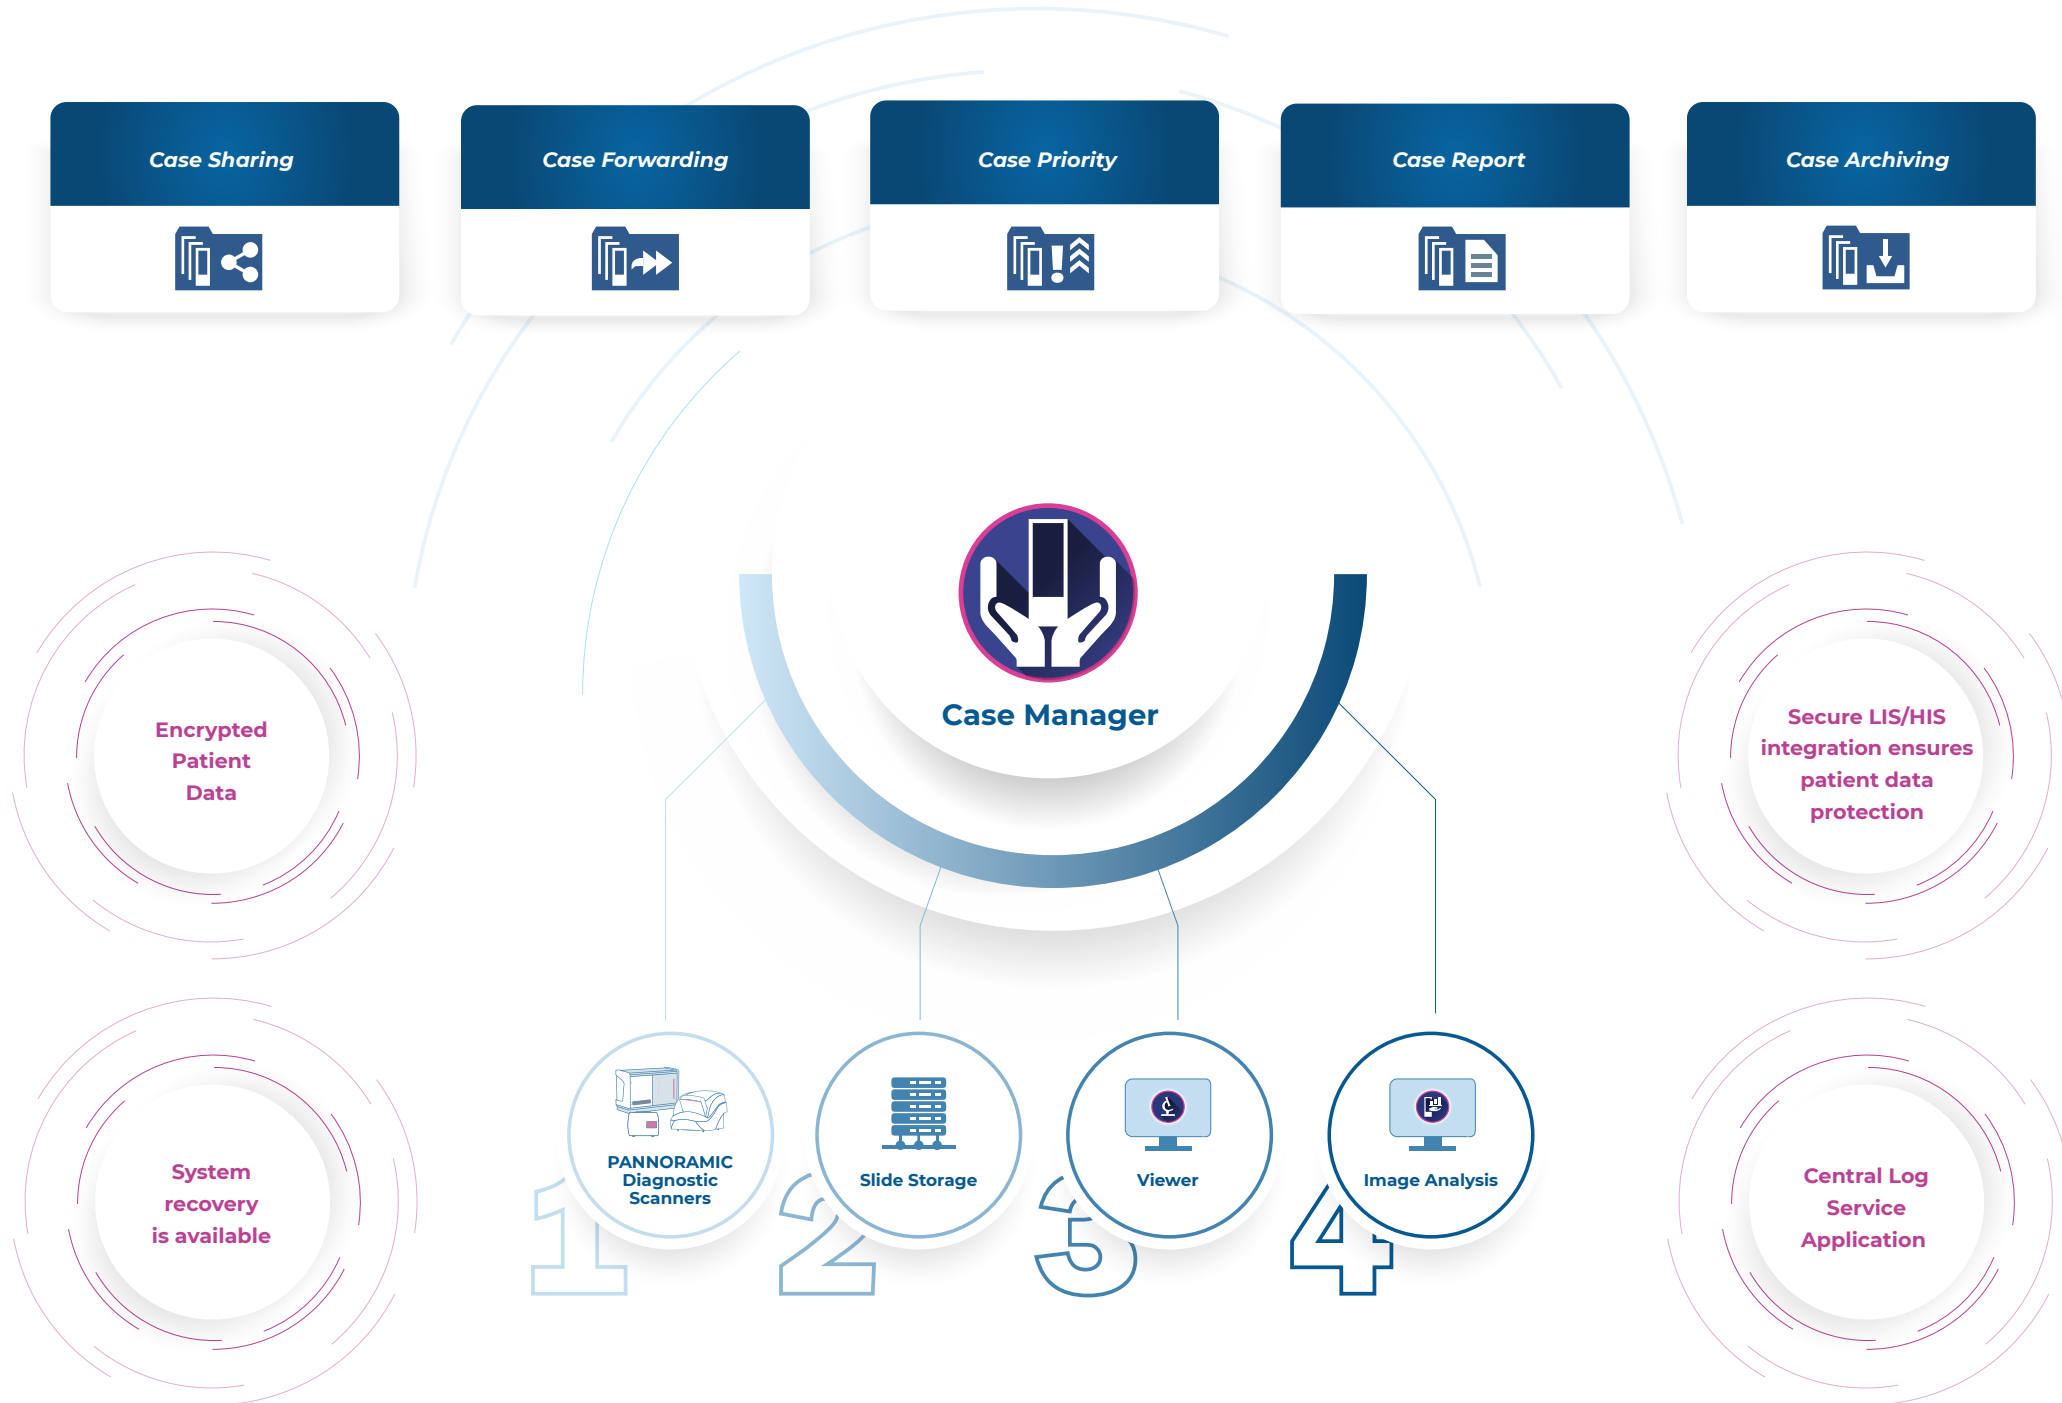 Case Sharing
Case Forwarding
Case Priority
Case Report
Case Archiving
Case Manager
Encrypted
Patient
Data
Secure LIS/HIS
integration ensures
patient data
protection
System
recovery
is available
1
PANNORAMIC
Diagnostic
Scanners
2
Slide Storage
3
Viewer
4
Image Analysis
Central Log
Service
Application